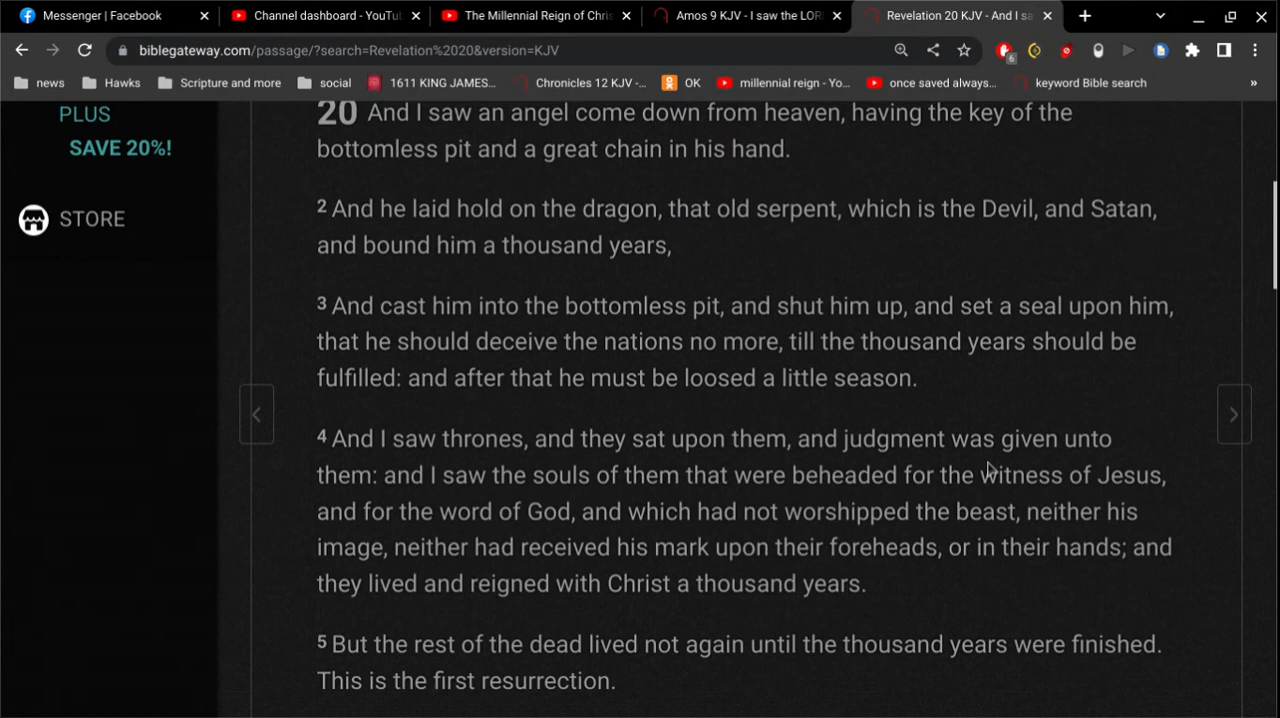 Messenger | Facebook
Channel dashboard - YouTu
The Millennial Reign of Chris
Amos 9 KJV - I saw the LOR
Revelation 20 KJV - And I sa
biblegateway.com/passage/?search=Revelation%2020&version=KJV
6
news
Hawks
Scripture and more
social
1611 KING JAMES...
Chronicles 12 KJV -...
OK
millennial reign - Yo...
once saved always...
keyword Bible search
»
PLUS
SAVE 20%!
STORE
20 And I saw an angel come down from heaven, having the key of the
bottomless pit and a great chain in his hand.
2 And he laid hold on the dragon, that old serpent, which is the Devil, and Satan,
and bound him a thousand years,
3 And cast him into the bottomless pit, and shut him up, and set a seal upon him,
that he should deceive the nations no more, till the thousand years should be
fulfilled: and after that he must be loosed a little season.
4 And I saw thrones, and they sat upon them, and judgment was given unto
them: and I saw the souls of them that were beheaded for the witness of Jesus,
and for the word of God, and which had not worshipped the beast, neither his
image, neither had received his mark upon their foreheads, or in their hands; and
they lived and reigned with Christ a thousand years.
5 But the rest of the dead lived not again until the thousand years were finished.
This is the first resurrection.